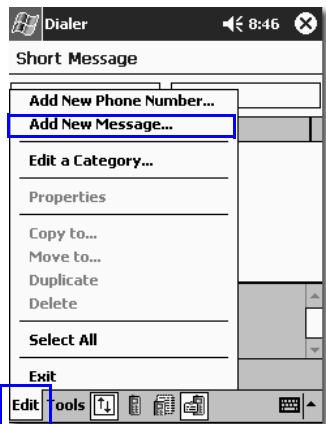 Dialer 8:46
Short Message
Add New Phone Number...
Add New Message...
Edit a Category...
Properties
Copy to...
Move to...
Duplicate
Delete
Select All
Exit
Edit Tools